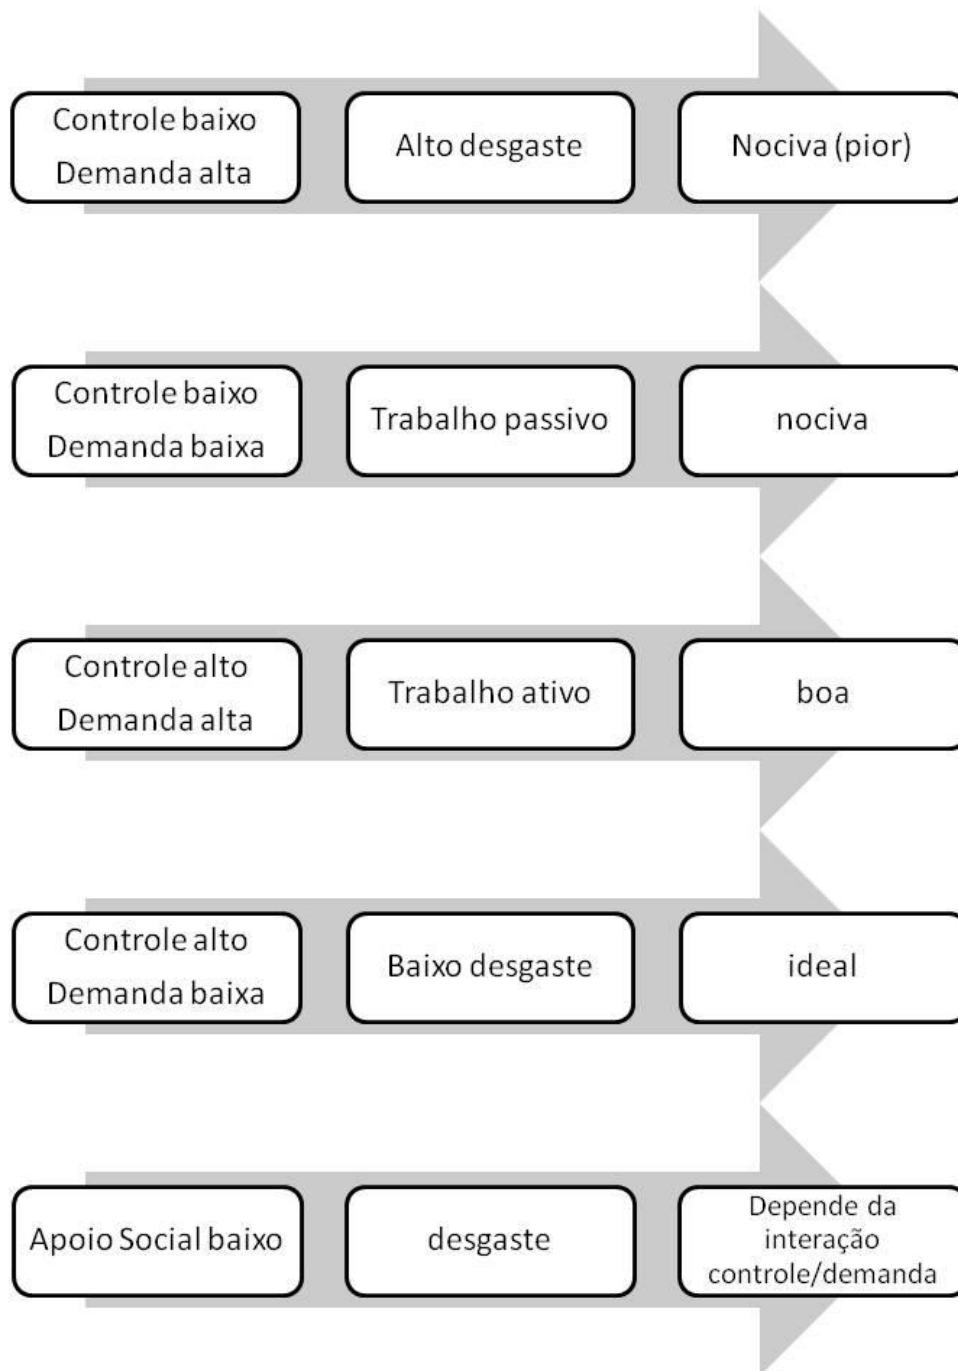 Controle baixo
Demanda alta
Alto desgaste
Nociva (pior)
Controle baixo
Demanda baixa
Trabalho passivo
nociva
Controle alto
Demanda alta
Trabalho ativo
boa
Controle alto
Demanda baixa
Baixo desgaste
ideal
Apoio Social baixo
desgaste
Depende da
interação
controle/demanda